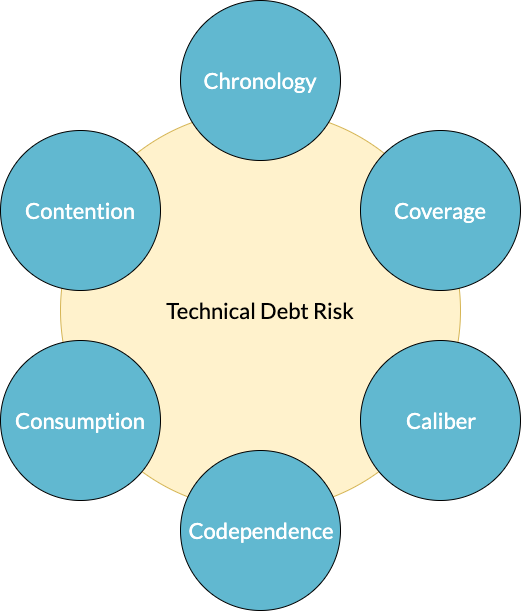 Chronology
Contention
Coverage
Technical Debt Risk
Consumption
Caliber
Codependence